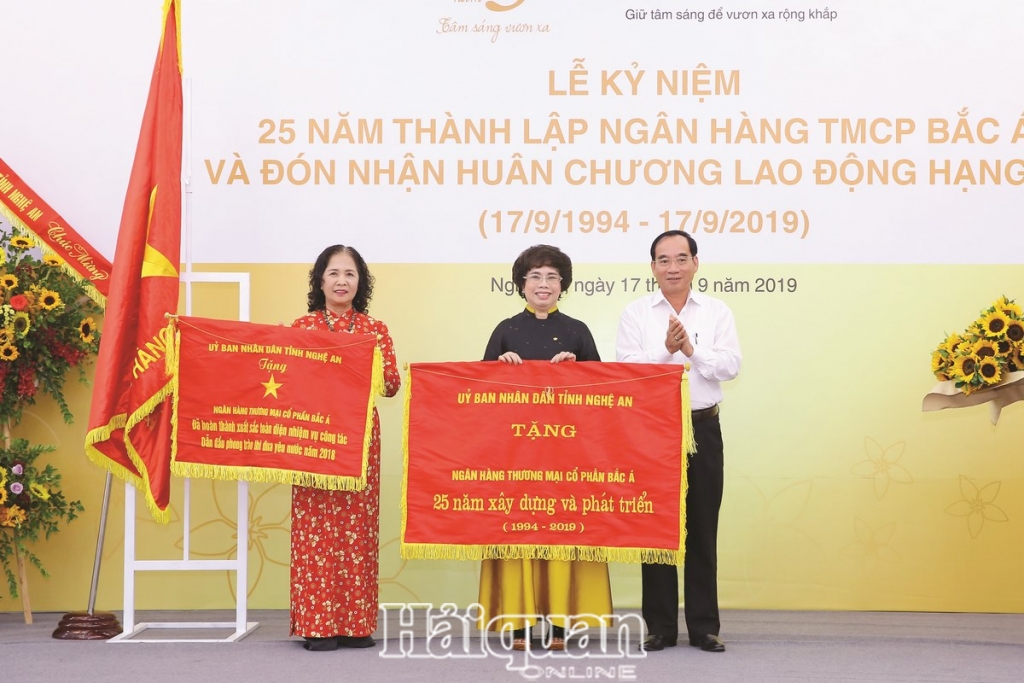 năm
Tâm sáng vươn xa
Giữ tâm sáng để vươn xa rộng khắp
LỄ KỶ NIỆM
25 NĂM THÀNH LẬP NGÂN HÀNG TMCP BẮC Á
VÀ ĐÓN NHẬN HUÂN CHƯƠNG LAO ĐỘNG HẠNG
(17/9/1994 - 17/9/2019)
ngày 17 9 năm 2019
TỈNH NGHỆ AN
Chúc Mừng
HẠNG
UỶ BAN NHÂN DÂN TỈNH NGHỆ AN
Tặng
NGÂN HÀNG THƯƠNG MẠI CỔ PHẦN BẮC Á
Đã hoàn thành xuất sắc toàn diện nhiệm vụ công tác
Dẫn đầu phong trào thi đua yêu nước năm 2018
UỶ BAN NHÂN DÂN TỈNH NGHỆ AN
TẶNG
NGÂN HÀNG THƯƠNG MẠI CỔ PHẦN BẮC Á
25 năm xây dựng và phát triển
( 1994 - 2019 )
Hải quan
ONLINE